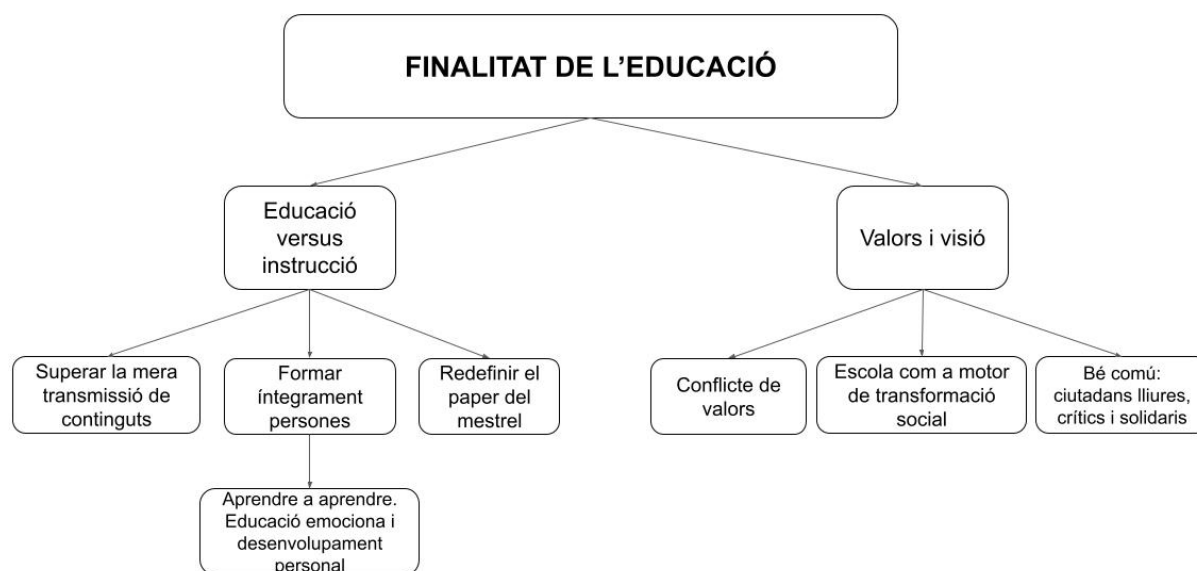 FINALITAT DE L’EDUCACIÓ
Educació
versus
instrucció
Valors i visió
Superar la mera
transmissió de
continguts
Formar
íntegrament
persones
Redefinir el
paper del
mestrel
Conflicte de
valors
Escola com a motor
de transformació
social
Bé comú:
ciutadans lliures,
crítics i solidaris
Aprendre a aprendre.
Educació emociona i
desenvolupament
personal